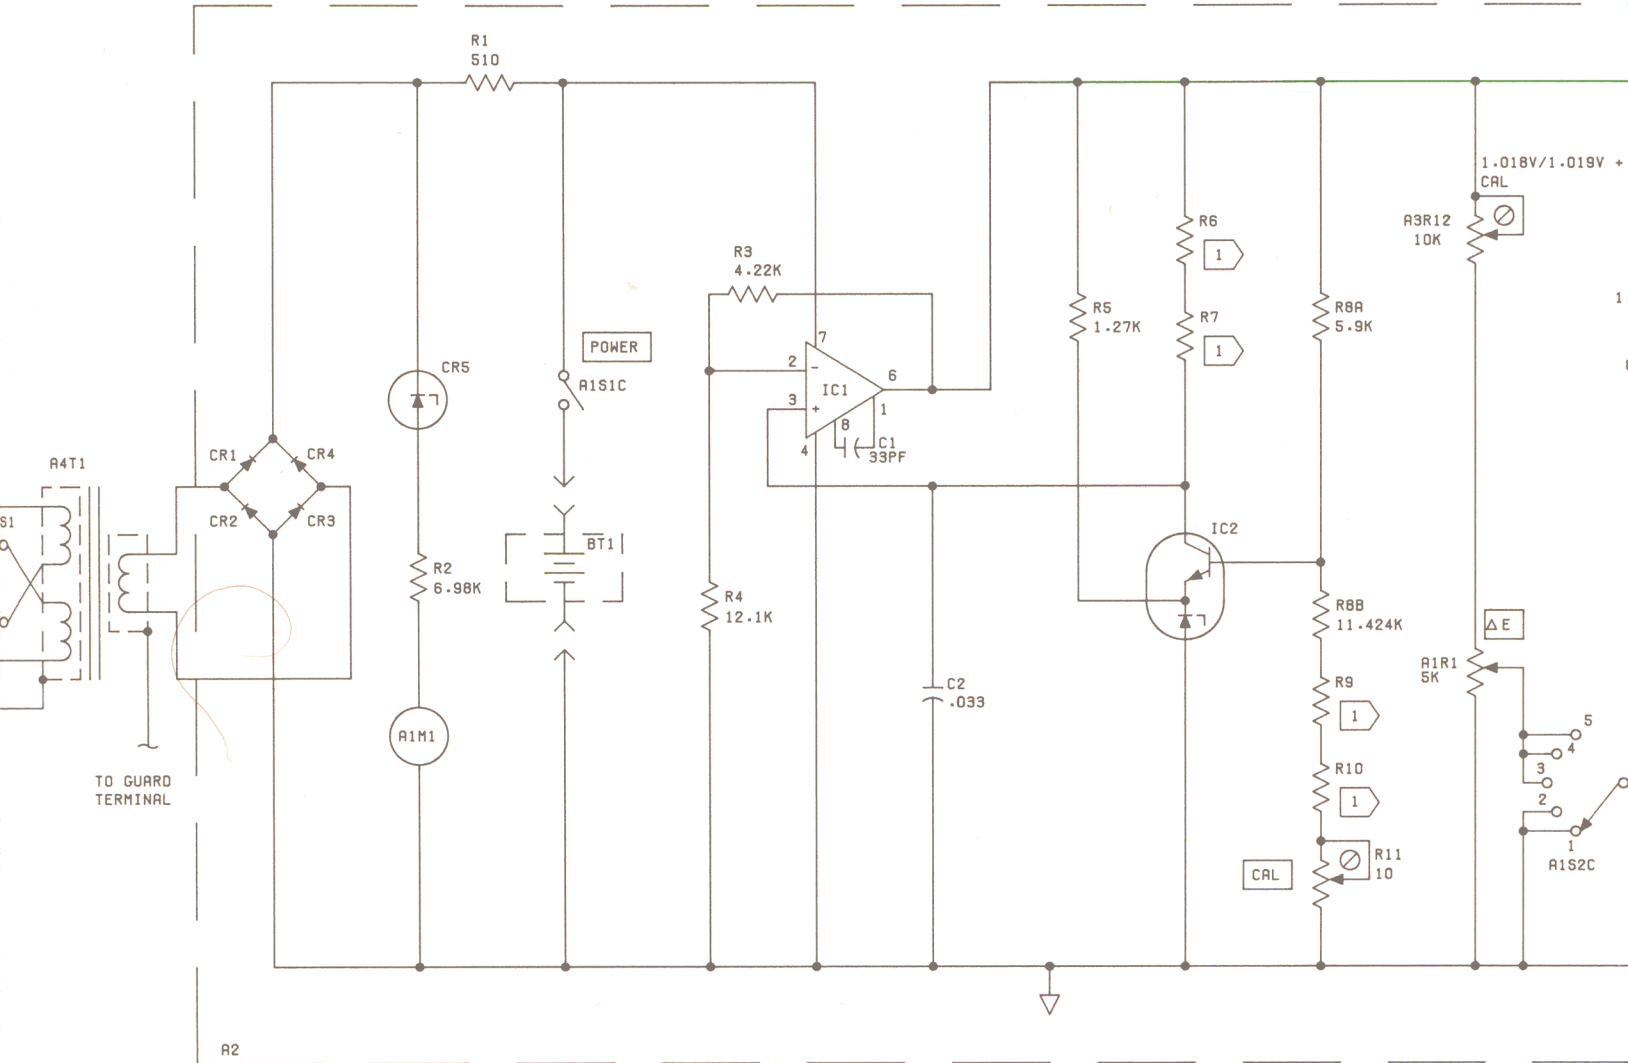 R1
510
1.018V/1.019V +
CAL
A3R12
10K
R6
1
R3
4.22K
R5
1.27K
R7
1
R8A
5.9K
1.
POWER
7
2
-
IC1
6
3
+
1
8
C1
33PF
4
CR5
A1S1C
A4T1
CR1
CR4
S1
CR2
CR3
BT1
R2
6.98K
R4
12.1K
IC2
R8B
11.424K
ΔE
A1R1
5K
C2
.033
R9
1
A1M1
5
4
3
2
1
A1S2C
R10
1
TO GUARD
TERMINAL
CAL
R11
10
A2